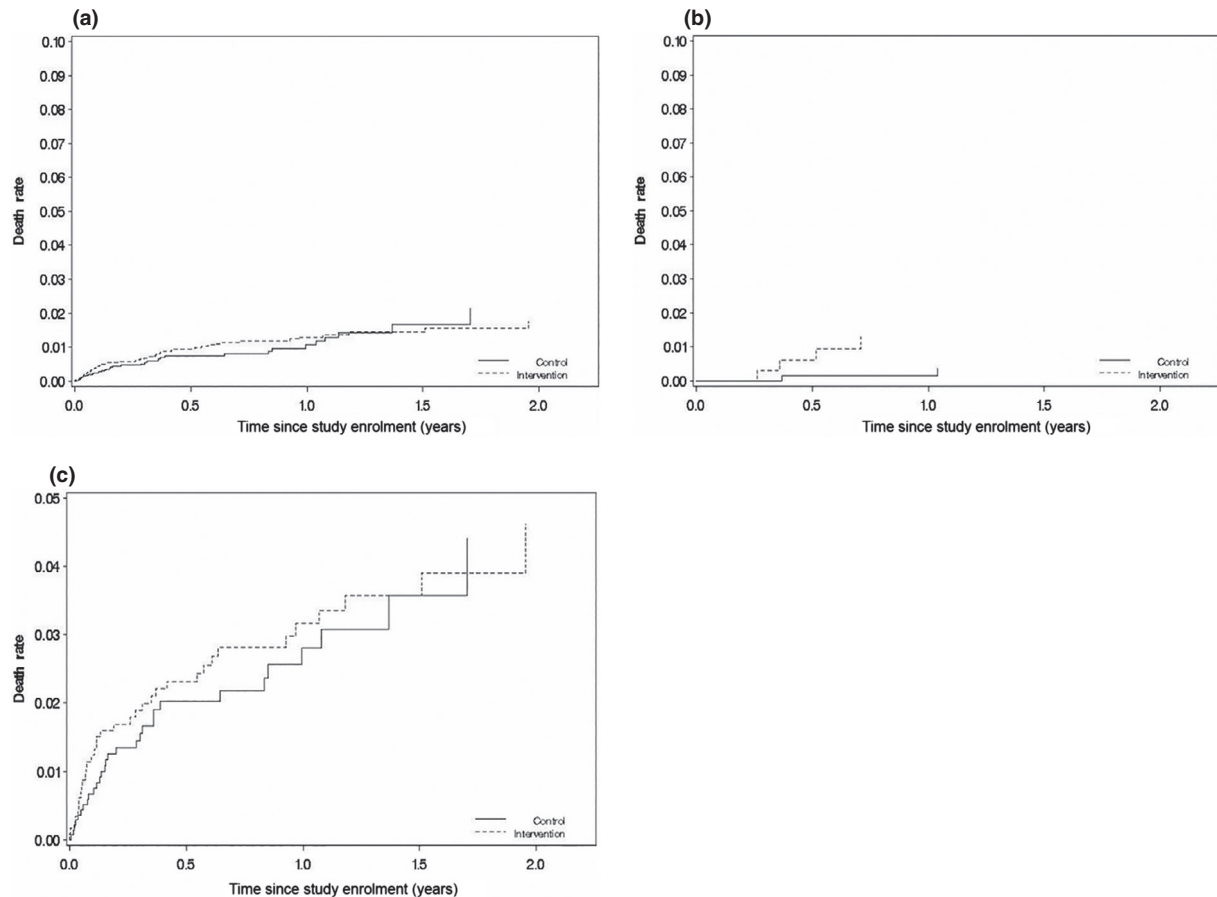 (a)
0.10
0.09
0.08
0.07
0.06
0.05
0.04
0.03
0.02
0.01
0.00
Death rate
Control
Intervention
0.0 0.5 1.0 1.5 2.0
Time since study enrolment (years)
(b)
0.10
0.09
0.08
0.07
0.06
0.05
0.04
0.03
0.02
0.01
0.00
Death rate
Control
Intervention
0.0 0.5 1.0 1.5 2.0
Time since study enrolment (years)
(c)
0.05
0.04
0.03
0.02
0.01
0.00
Death rate
Control
Intervention
0.0 0.5 1.0 1.5 2.0
Time since study enrolment (years)